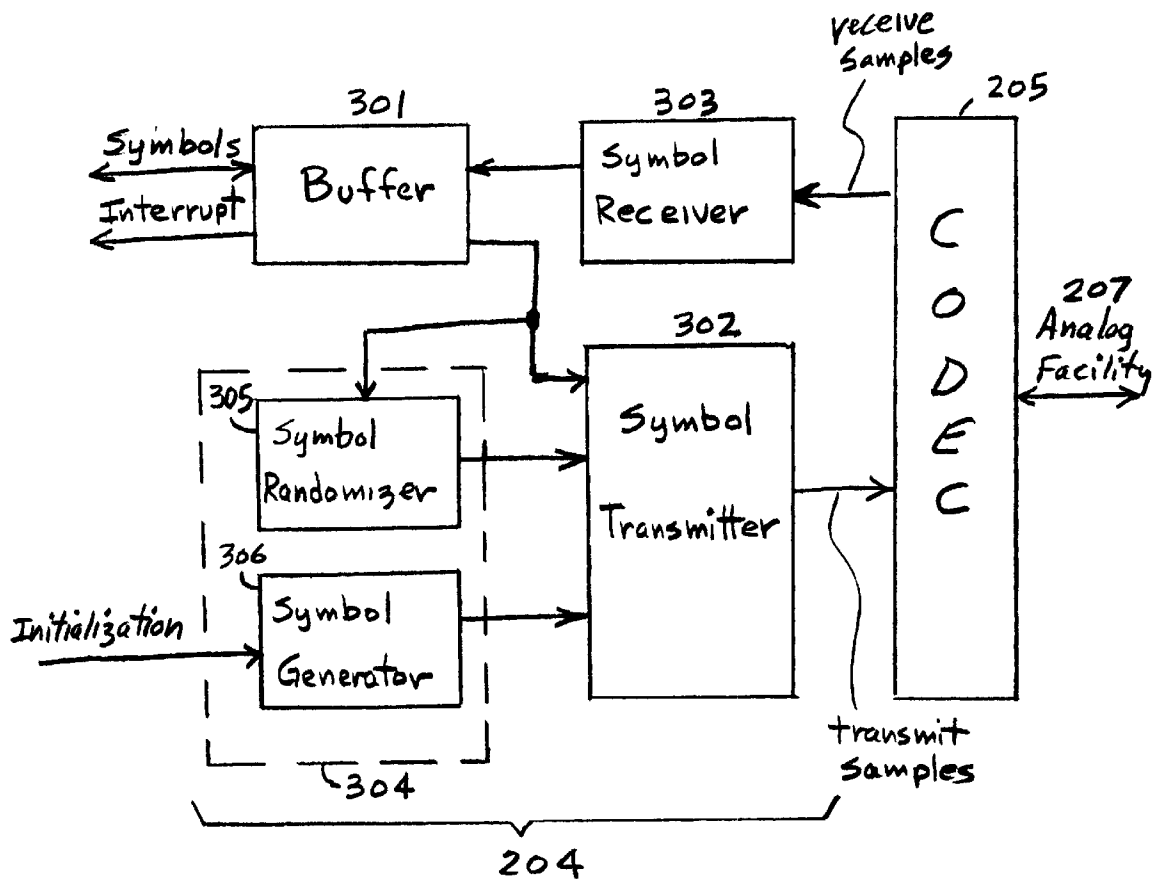 receive
samples
301
303
205
Symbols
Interrupt
Buffer
Symbol
Receiver
CODEC
207
Analog
Facility
302
305
Symbol
Randomizer
Symbol
Transmitter
306
Symbol
Generator
Initialization
304
transmit
samples
204